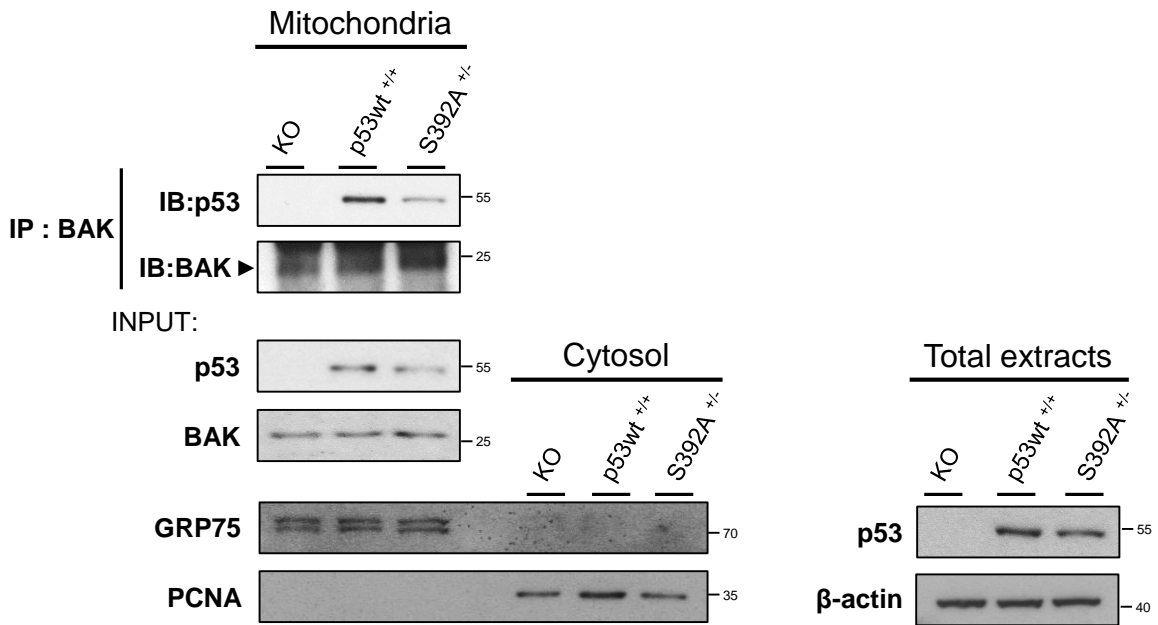 Mitochondria
KO p53wt +/+ S392A +/-
IP : BAK
IB:p53 55
IB:BAK 25
INPUT:
p53 55
BAK 25
Cytosol
KO p53wt +/+ S392A +/-
GRP75 70
PCNA 35
Total extracts
KO p53wt +/+ S392A +/-
p53 55
β-actin 40